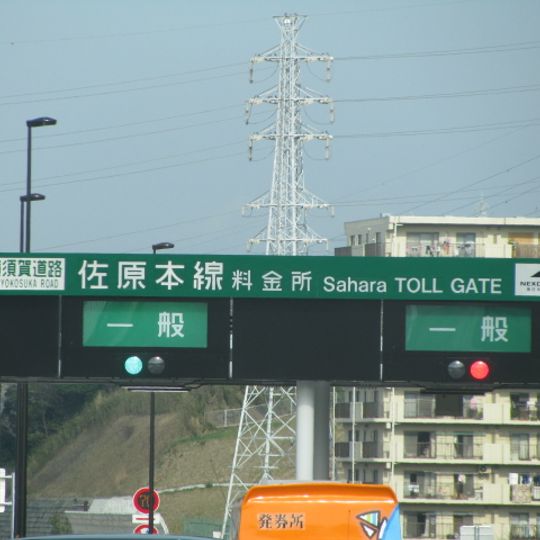 須賀道路
YOKOSUKA ROAD
佐原本線料金所 Sahara TOLL GATE
NEXCO
一般
一般
発券所